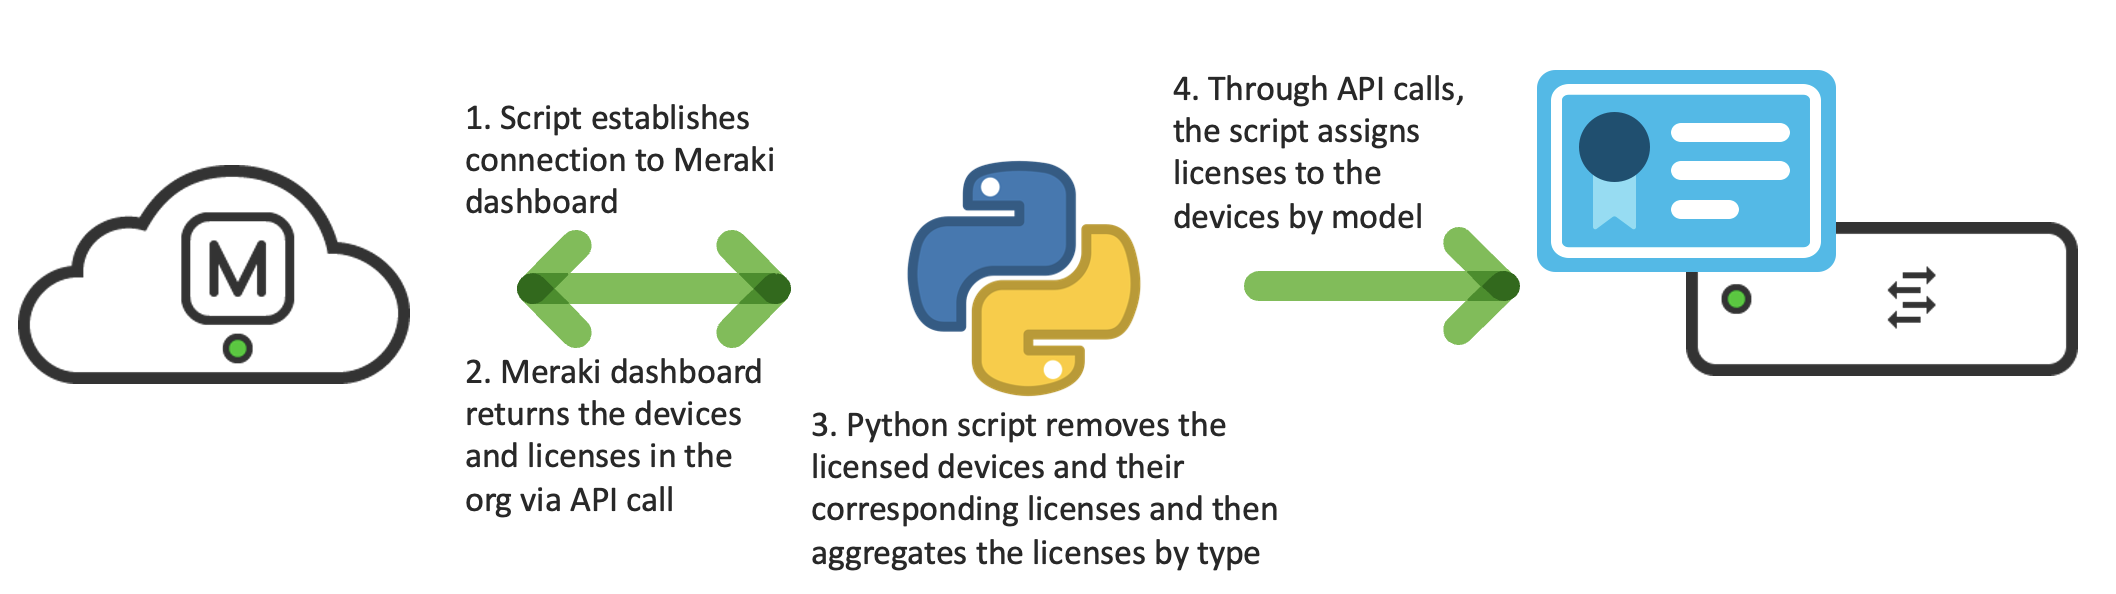 M
1. Script establishes
connection to Meraki
dashboard
2. Meraki dashboard
returns the devices
and licenses in the
org via API call
3. Python script removes the
licensed devices and their
corresponding licenses and then
aggregates the licenses by type
4. Through API calls,
the script assigns
licenses to the
devices by model